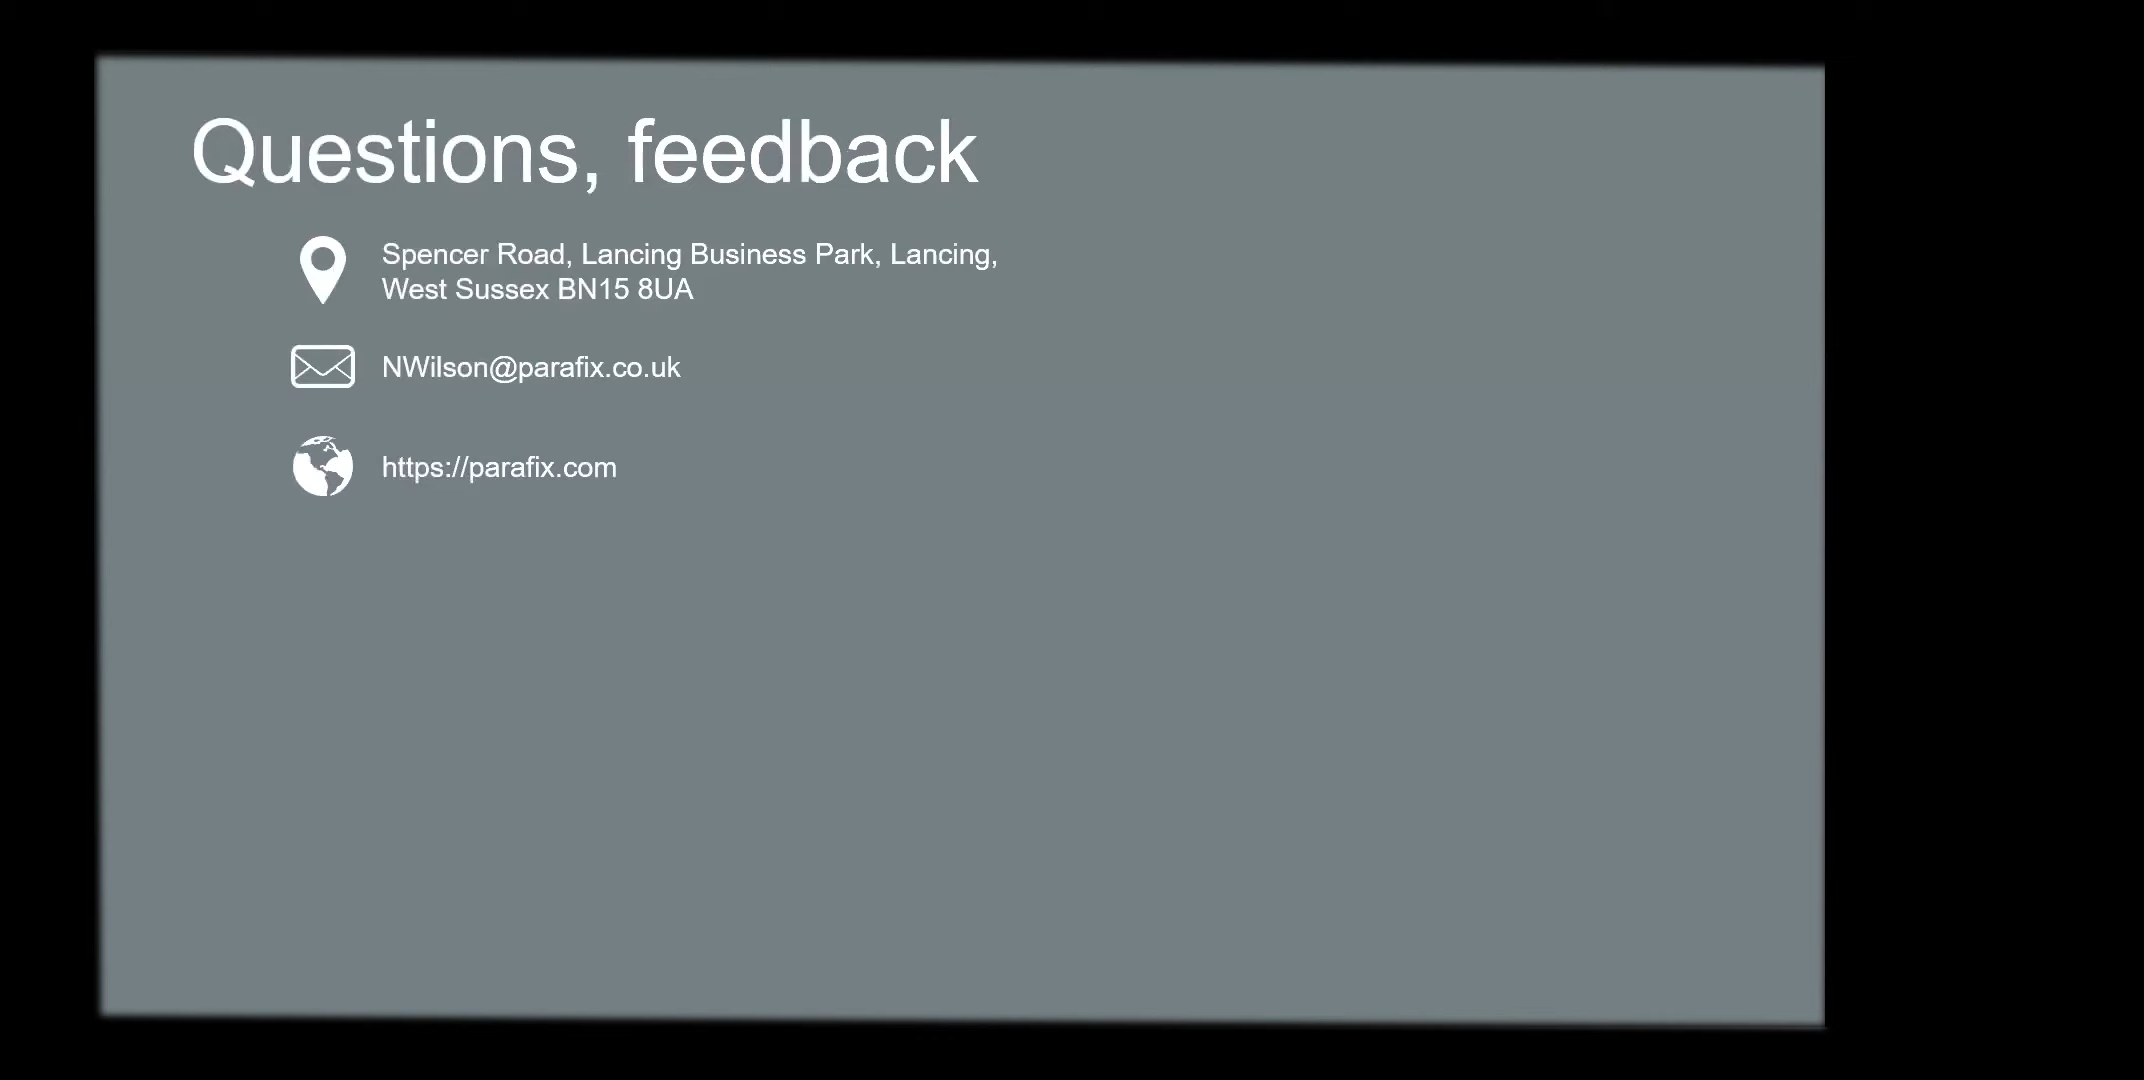 Questions, feedback
Spencer Road, Lancing Business Park, Lancing,
West Sussex BN15 8UA
NWilson@parafix.co.uk
https://parafix.com